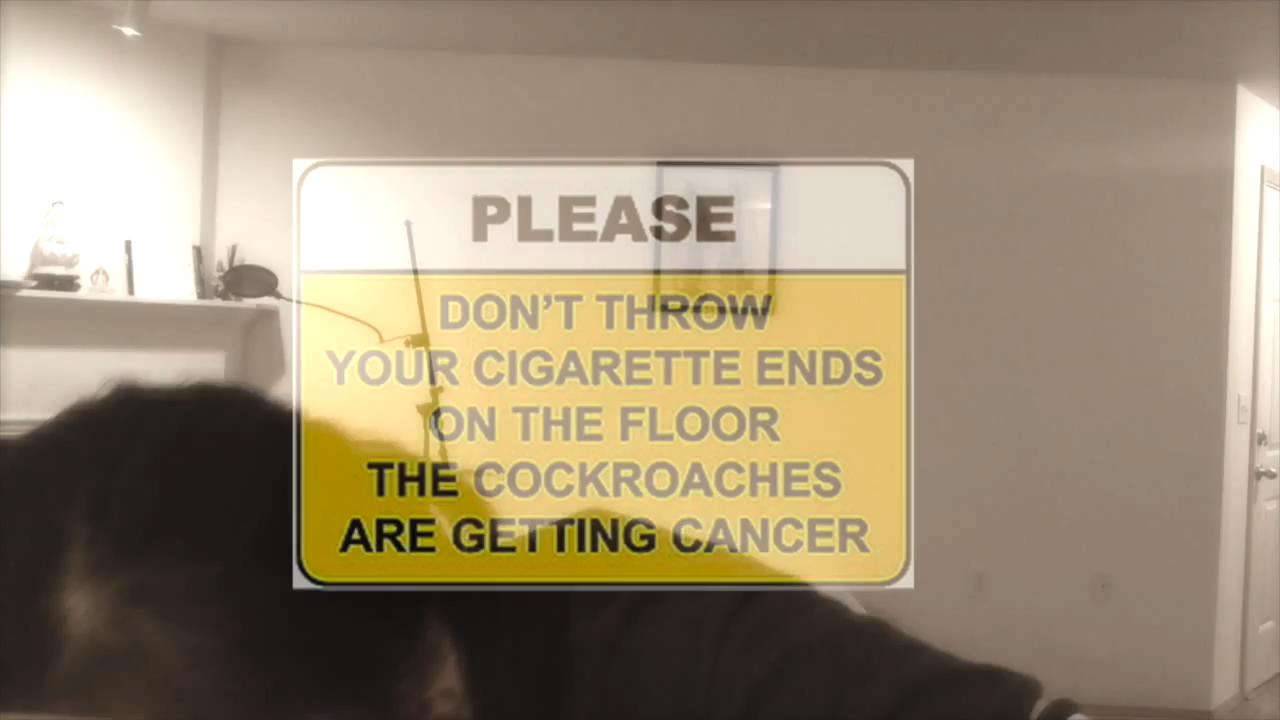 PLEASE
DON'T THROW
YOUR CIGARETTE ENDS
ON THE FLOOR
THE COCKROACHES
ARE GETTING CANCER